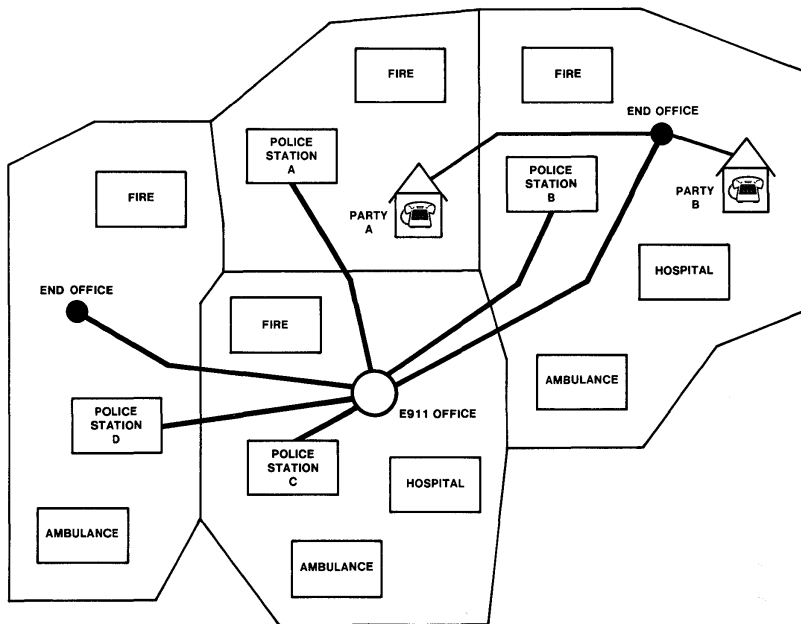 FIRE
FIRE
END OFFICE
POLICE
STATION
A
POLICE
STATION
B
FIRE
PARTY
A
PARTY
B
HOSPITAL
END OFFICE
FIRE
AMBULANCE
E911 OFFICE
POLICE
STATION
D
POLICE
STATION
C
HOSPITAL
AMBULANCE
AMBULANCE